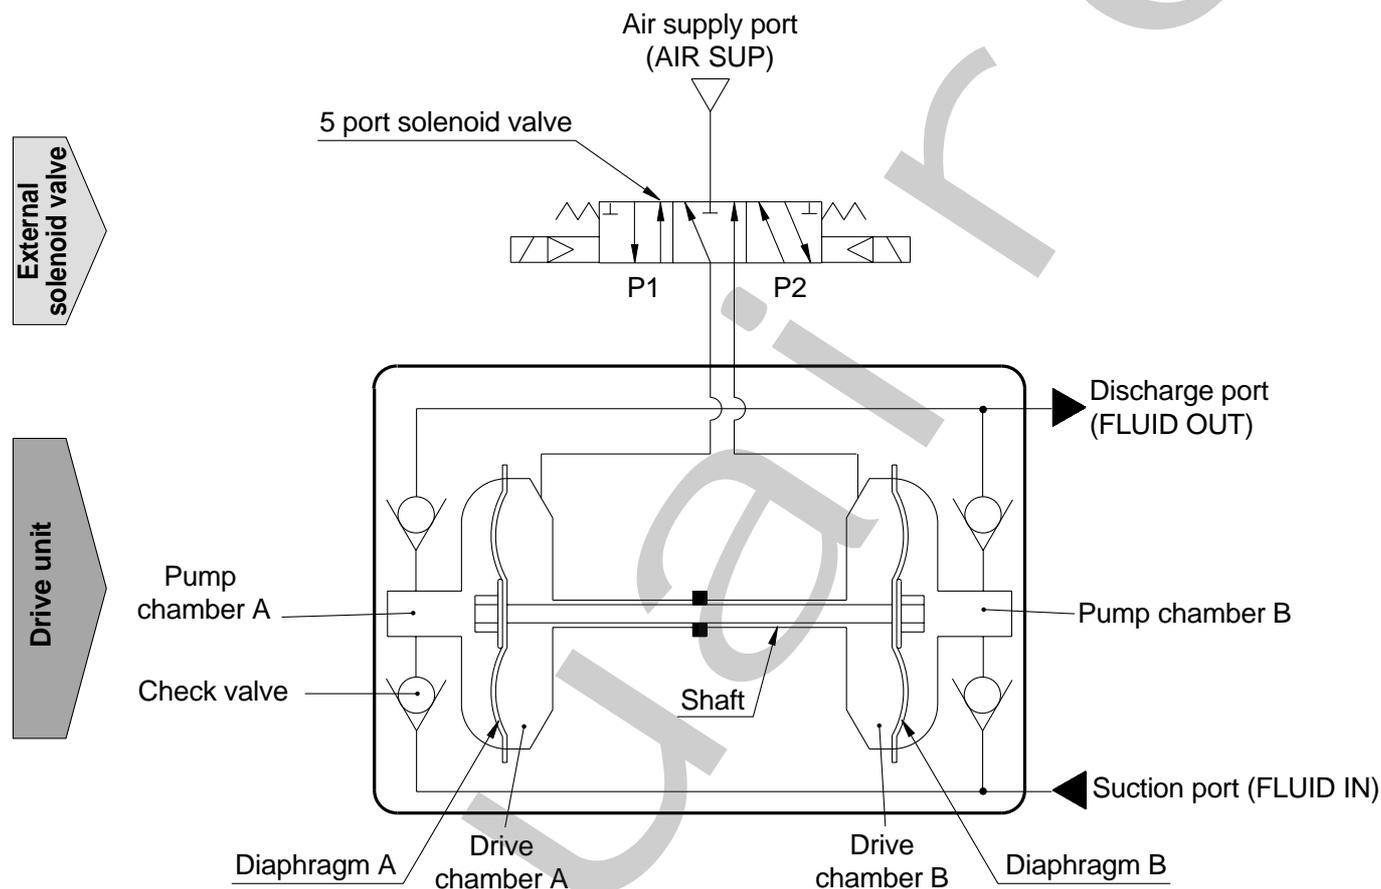 Air supply port
(AIR SUP)
5 port solenoid valve
External
solenoid valve
P1
P2
Discharge port
(FLUID OUT)
Drive unit
Pump
chamber A
Pump chamber B
Check valve
Shaft
Suction port (FLUID IN)
Diaphragm A
Drive
chamber A
Drive
chamber B
Diaphragm B